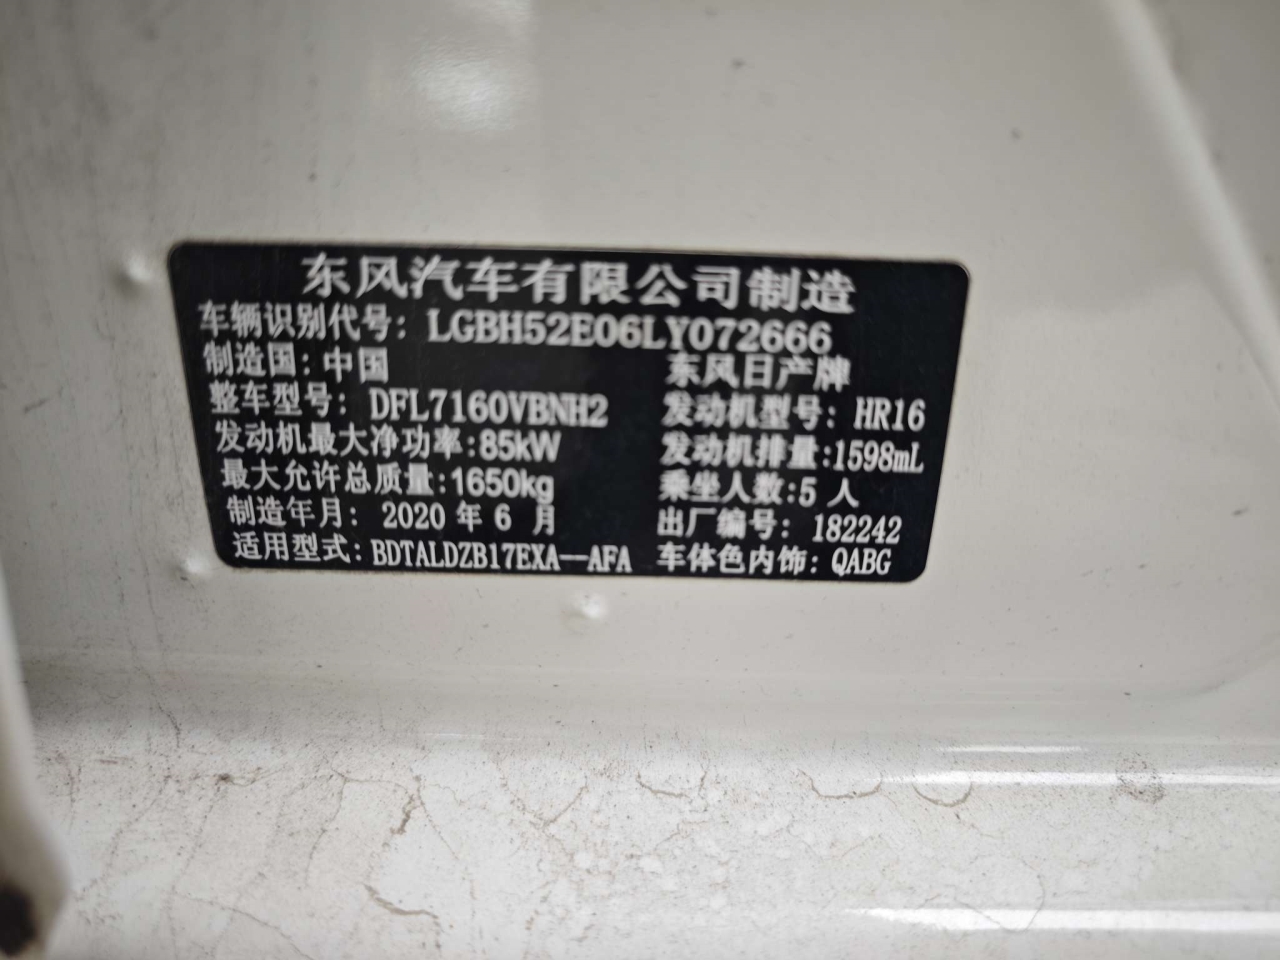 东风汽车有限公司制造
车辆识别代号: LGBH52E06LY072666
制造国: 中国 东风日产牌
整车型号: DFL7160VBNH2 发动机型号: HR16
发动机最大净功率:85kW 发动机排量:1598mL
最大允许总质量:1650kg 乘坐人数:5 人
制造年月: 2020 年 6 月 出厂编号: 182242
适用型式: BDTALDZB17EXA--AFA 车体色内饰: QABG